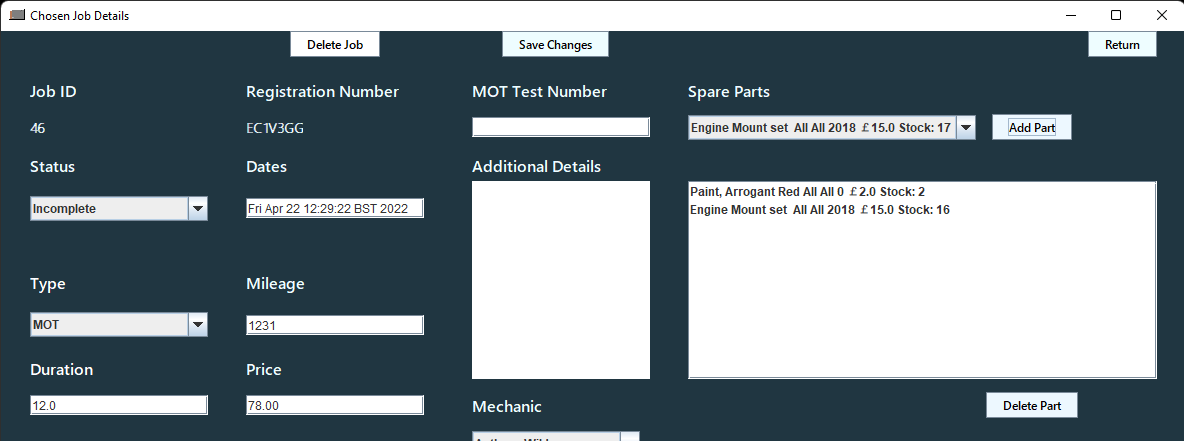 Chosen Job Details
Delete Job
Save Changes
Return
Job ID
Registration Number
MOT Test Number
Spare Parts
46
EC1V3GG
Engine Mount set  All All 2018 £15.0 Stock: 17
Add Part
Status
Dates
Additional Details
Incomplete
Fri Apr 22 12:29:22 BST 2022
Paint, Arrogant Red All All 0 £2.0 Stock: 2
Engine Mount set  All All 2018 £15.0 Stock: 16
Type
Mileage
MOT
1231
Duration
Price
12.0
78.00
Mechanic
Delete Part